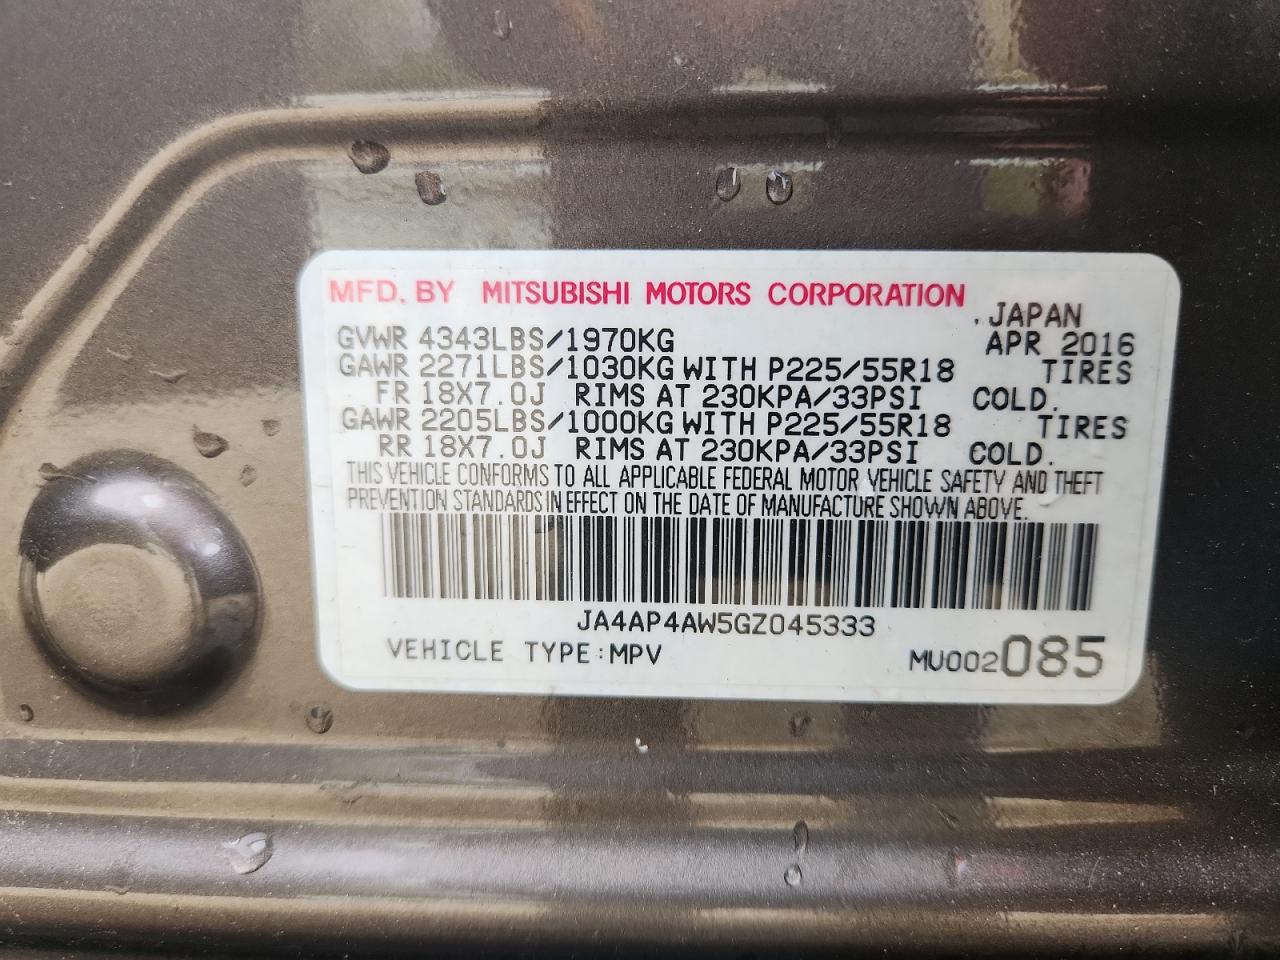 MFD. BY MITSUBISHI MOTORS CORPORATION
JAPAN
GVWR 4343LBS/1970KG APR 2016
GAWR 2271LBS/1030KG WITH P225/55R18 TIRES
FR 18X7.0J RIMS AT 230KPA/33PSI COLD.
GAWR 2205LBS/1000KG WITH P225/55R18 TIRES
RR 18X7.0J RIMS AT 230KPA/33PSI COLD.
THIS VEHICLE CONFORMS TO ALL APPLICABLE FEDERAL MOTOR VEHICLE SAFETY AND THEFT
PREVENTION STANDARDS IN EFFECT ON THE DATE OF MANUFACTURE SHOWN ABOVE.
JA4AP4AW5GZ045333
VEHICLE TYPE:MPV MU002085